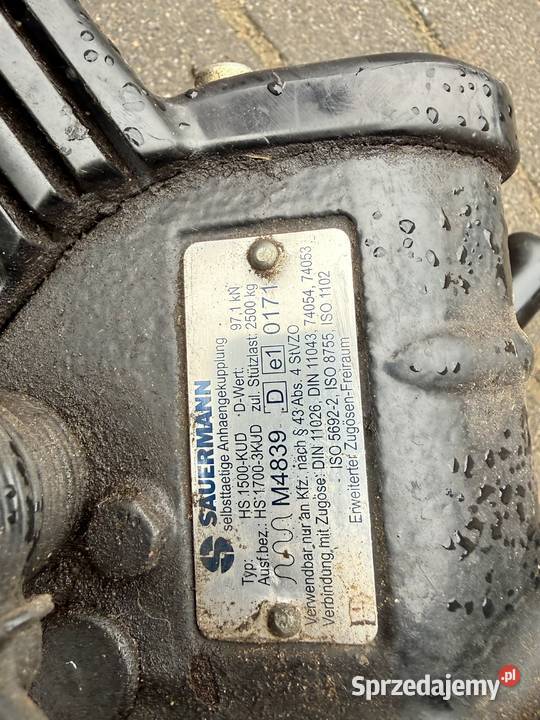 SAUERMANN
selbsttaetige Anhaengekupplung
Typ: HS 1500-KUD D-Wert: 97,1 kN
Ausf.bez.: HS 1700-3KUD zul. Stützlast: 2500 kg
M4839 D e1 0171
Verwendbar nur an Kfz. nach § 43 Abs. 4 StVZO
Verbindung mit Zugöse: DIN 11026, DIN 11043, 74054, 74053
ISO 5692-2, ISO 8755, ISO 1102
Erweiterter Zugösen-Freiraum
Sprzedajemy.pl